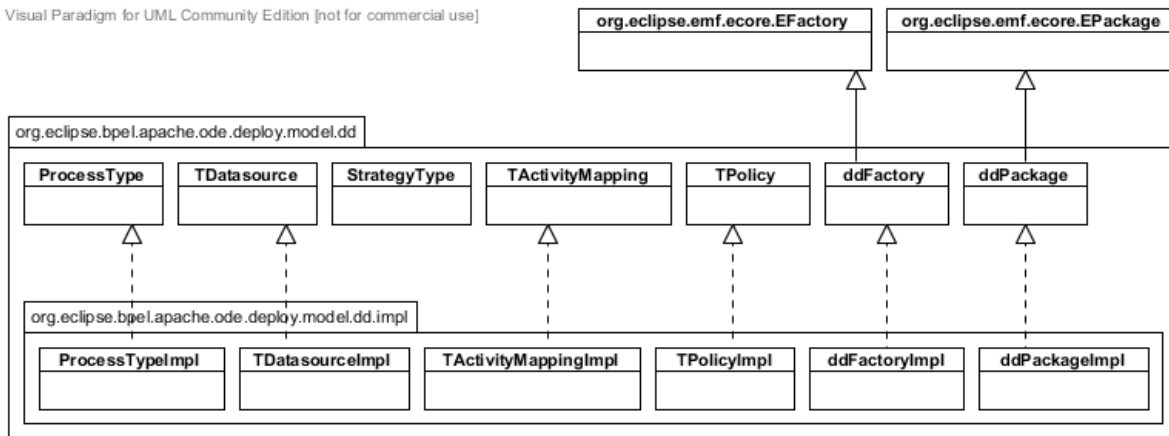 Visual Paradigm for UML Community Edition [not for commercial use]
org.eclipse.emf.ecore.EFactory
org.eclipse.emf.ecore.EPackage
org.eclipse.bpel.apache.ode.deploy.model.dd
ProcessType
TDatasource
StrategyType
TActivityMapping
TPolicy
ddFactory
ddPackage
org.eclipse.bpel.apache.ode.deploy.model.dd.impl
ProcessTypeImpl
TDatasourceImpl
TActivityMappingImpl
TPolicyImpl
ddFactoryImpl
ddPackageImpl